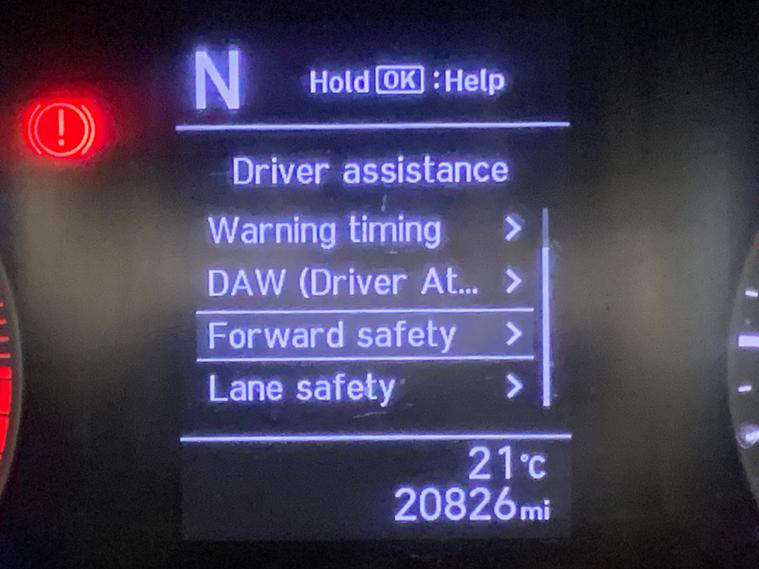 N
Hold OK :Help
Driver assistance
Warning timing
DAW (Driver At...
Forward safety
Lane safety
21°C
20826mi